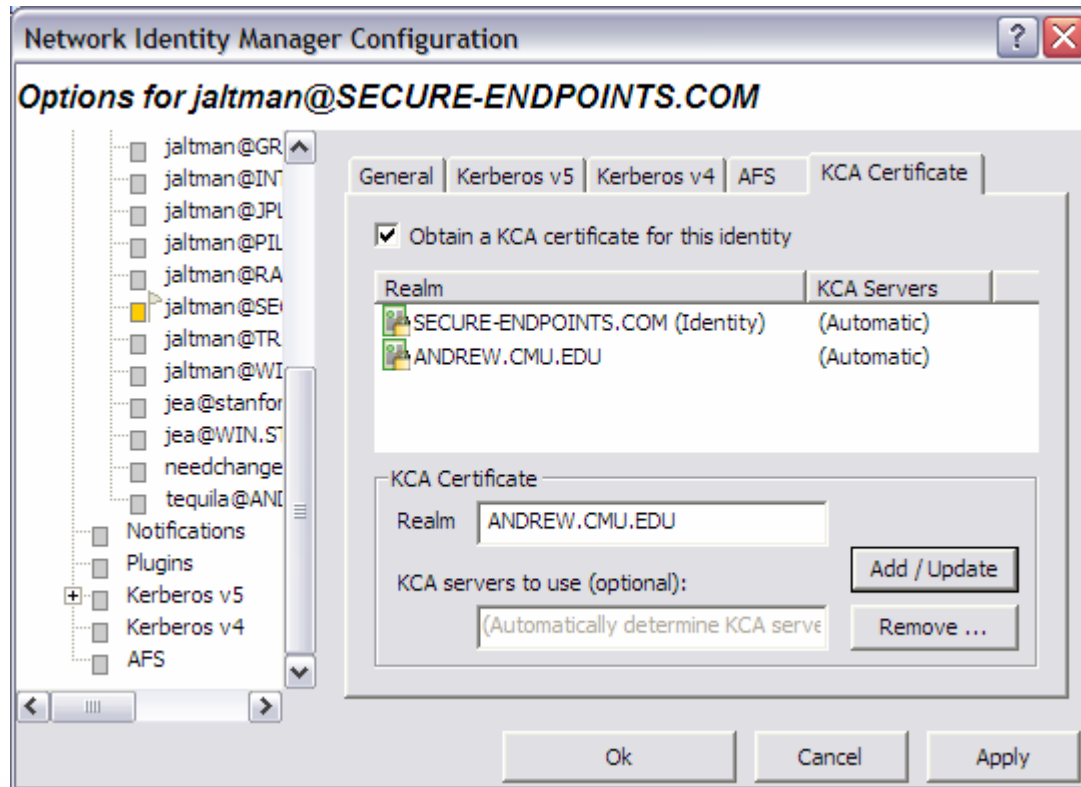 Network Identity Manager Configuration
Options for jaltman@SECURE-ENDPOINTS.COM
jaltman@GR
jaltman@INT
jaltman@JPL
jaltman@PIL
jaltman@RA
jaltman@SE
jaltman@TR
jaltman@WI
jea@stanfor
jea@WIN.ST
needchange
tequila@AND
Notifications
Plugins
Kerberos v5
Kerberos v4
AFS
General Kerberos v5 Kerberos v4 AFS KCA Certificate
Obtain a KCA certificate for this identity
Realm KCA Servers
SECURE-ENDPOINTS.COM (Identity) (Automatic)
ANDREW.CMU.EDU (Automatic)
KCA Certificate
Realm ANDREW.CMU.EDU
KCA servers to use (optional):
(Automatically determine KCA serve
Add / Update
Remove ...
Ok Cancel Apply